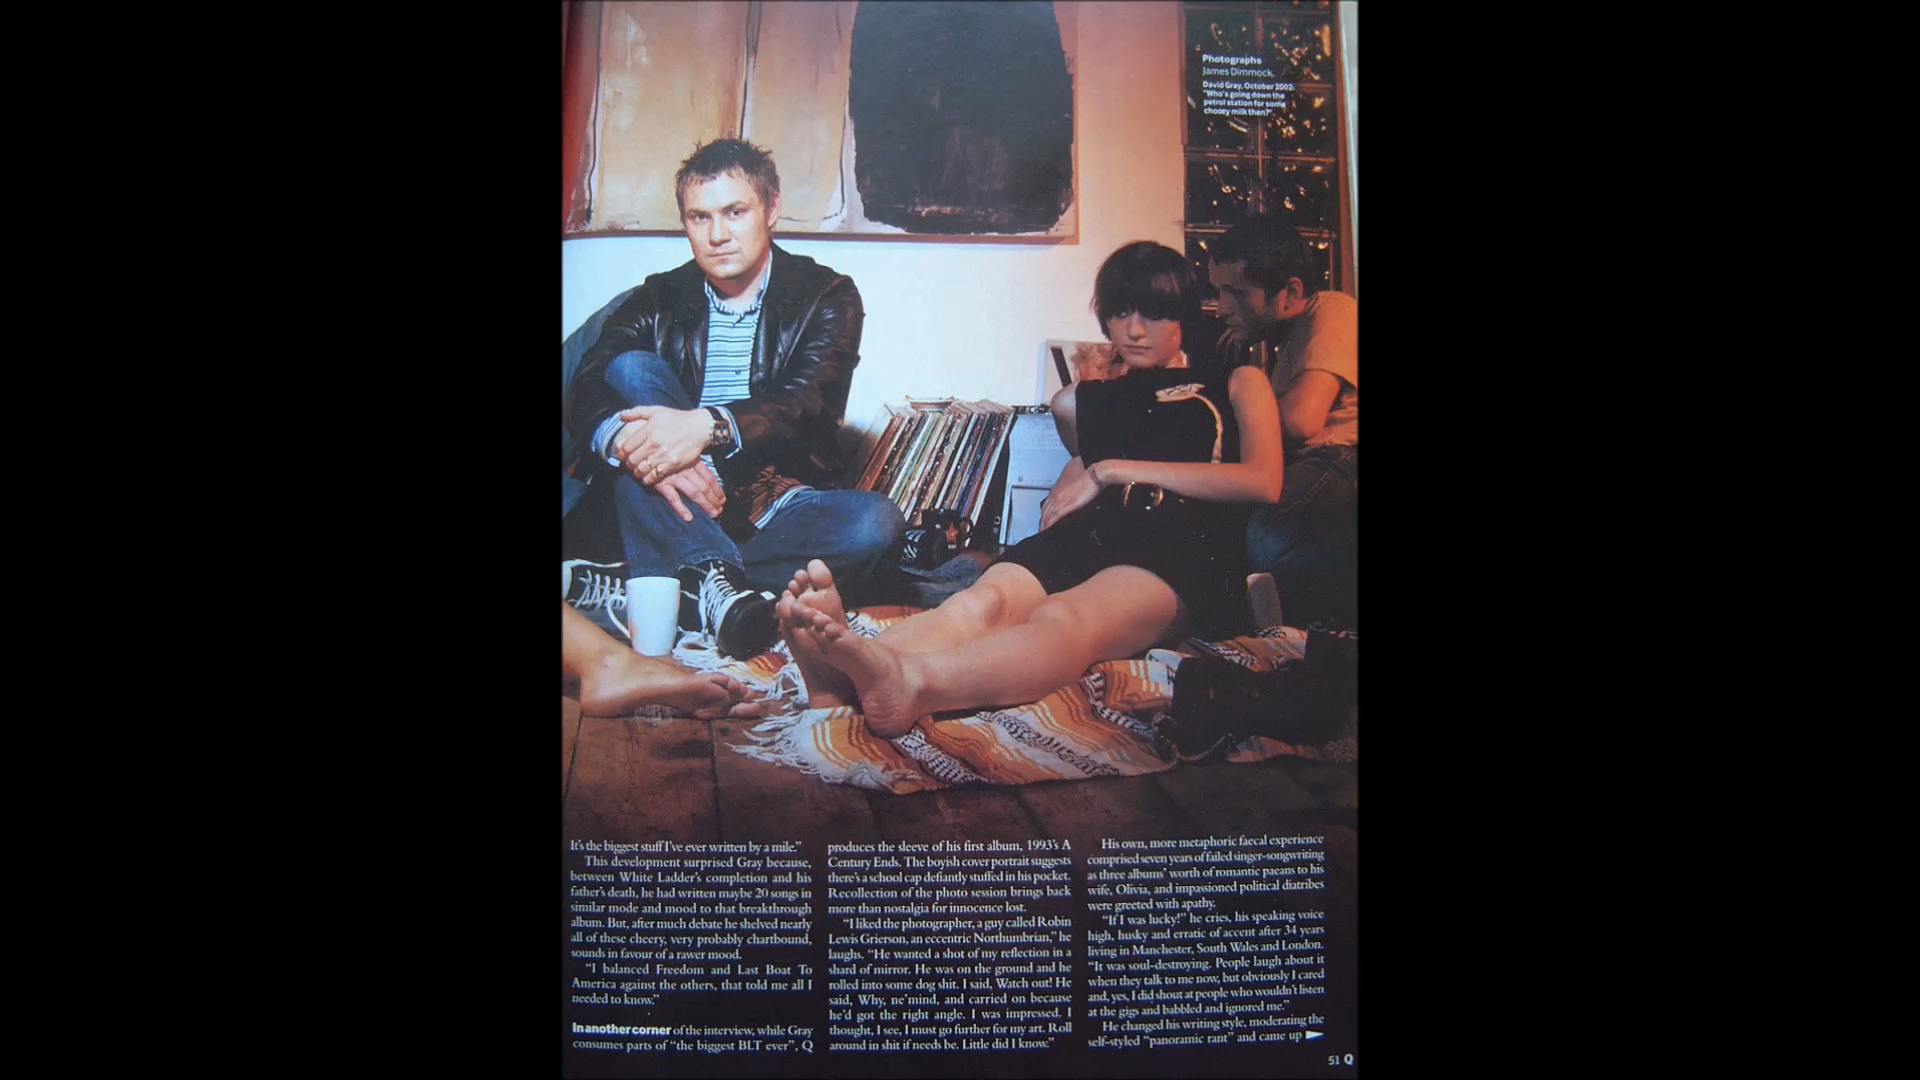 Photographs
James Dimmock.
David Gray, October 2002:
"Who's going down the
petrol station for some
choccy milk then?"
It's the biggest stuff I've ever written by a mile."
This development surprised Gray because,
between White Ladder's completion and his
father's death, he had written maybe 20 songs in
similar mode and mood to that breakthrough
album. But, after much debate he shelved nearly
all of these cheery, very probably chartbound,
sounds in favour of a rawer mood.
"I balanced Freedom and Last Boat To
America against the others, that told me all I
needed to know."
In another corner of the interview, while Gray
consumes parts of "the biggest BLT ever", Q
produces the sleeve of his first album, 1993's A
Century Ends. The boyish cover portrait suggests
there's a school cap defiantly stuffed in his pocket.
Recollection of the photo session brings back
more than nostalgia for innocence lost.
"I liked the photographer, a guy called Robin
Lewis Grierson, an eccentric Northumbrian," he
laughs. "He wanted a shot of my reflection in a
shard of mirror. He was on the ground and he
rolled into some dog shit. I said, Watch out! He
said, Why, ne'mind, and carried on because
he'd got the right angle. I was impressed. I
thought, I see, I must go further for my art. Roll
around in shit if needs be. Little did I know."
His own, more metaphoric faecal experience
comprised seven years of failed singer-songwriting
as three albums' worth of romantic paeans to his
wife, Olivia, and impassioned political diatribes
were greeted with apathy.
"If I was lucky!" he cries, his speaking voice
high, husky and erratic of accent after 34 years
living in Manchester, South Wales and London.
"It was soul-destroying. People laugh about it
when they talk to me now, but obviously I cared
and, yes, I did shout at people who wouldn't listen
at the gigs and babbled and ignored me."
He changed his writing style, moderating the
self-styled "panoramic rant" and came up
51 Q